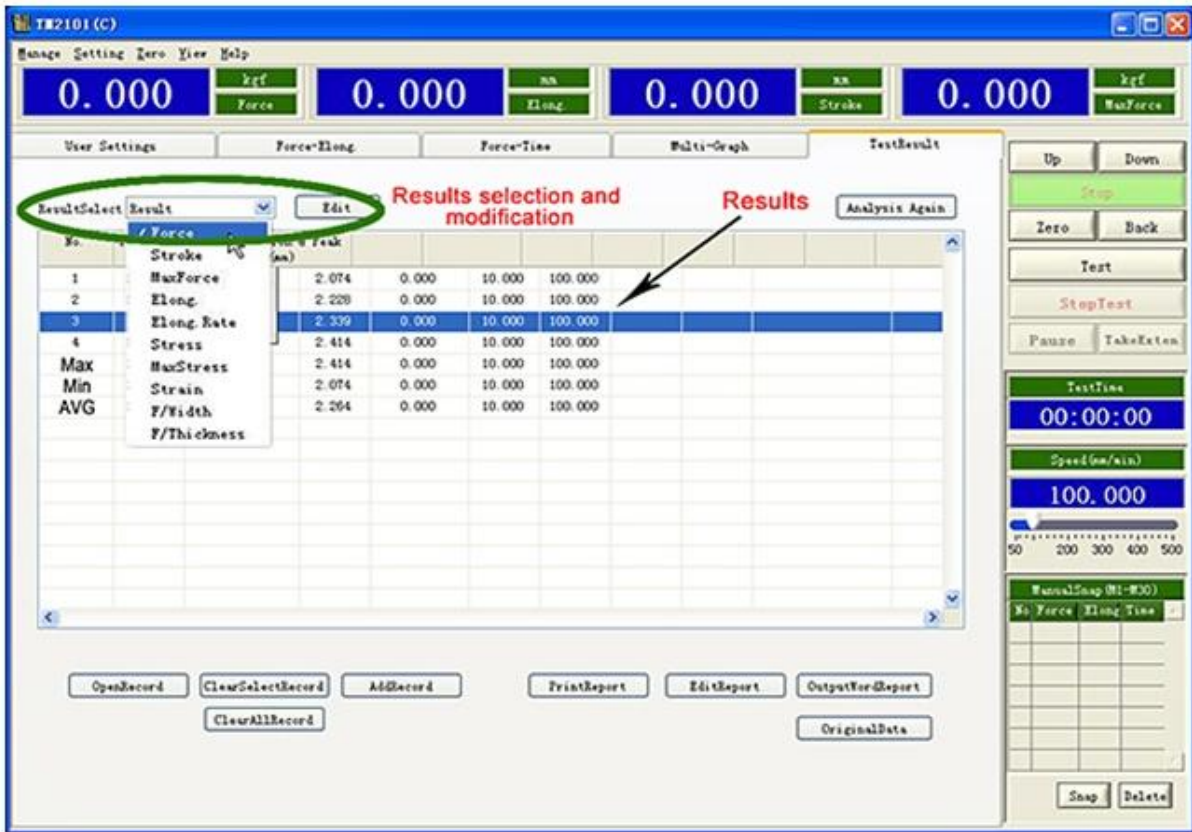 TM2101(C)
Manage Setting Zero View Help
0.000 kgf Force 0.000 mm Elong. 0.000 mm Stroke 0.000 kgf MaxForce
User Settings Force-Elong. Force-Time Multi-Graph TestResult
ResultSelect Result Edit Results selection and modification Results Analysis Again
No. Peak
(mm)
✓ Force
Stroke
MaxForce
Elong.
Elong.Rate
Stress
MaxStress
Strain
F/Width
F/Thickness
1 2.074 0.000 10.000 100.000
2 2.228 0.000 10.000 100.000
3 2.339 0.000 10.000 100.000
4 2.414 0.000 10.000 100.000
Max 2.414 0.000 10.000 100.000
Min 2.074 0.000 10.000 100.000
AVG 2.264 0.000 10.000 100.000
OpenRecord ClearSelectRecord AddRecord PrintReport EditReport OutputWordReport
ClearAllRecord OriginalData
Up Down
Stop
Zero Back
Test
StopTest
Pause TakeExten
TestTime
00:00:00
Speed(mm/min)
100.000
50 200 300 400 500
ManualSnap(M1-M30)
No Force Elong Time
Snap Delete